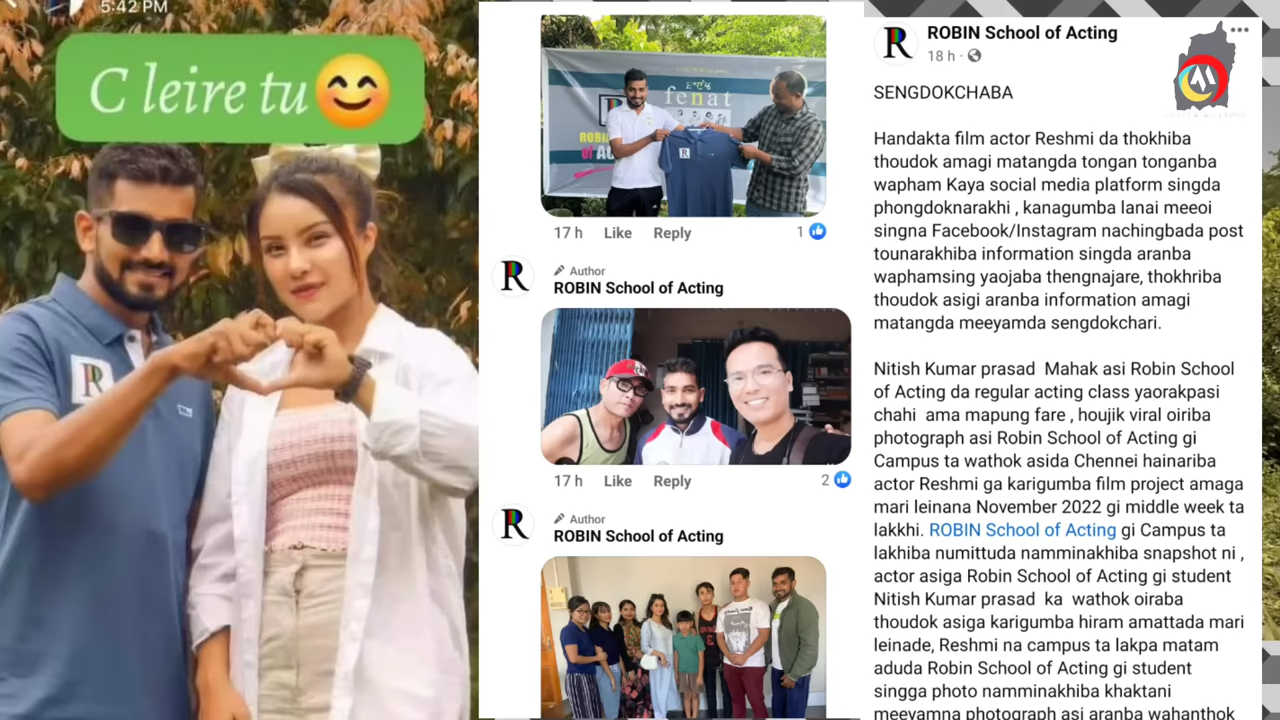 5:42 PM
C leire tu😊
R
ꯐꯦꯅꯥꯠ
fenat
ROBIN
of AC
R
17 h Like Reply 1
Author
ROBIN School of Acting
17 h Like Reply 2
Author
ROBIN School of Acting
ROBIN School of Acting
18 h ·
SENGDOKCHABA
Handakta film actor Reshmi da thokhiba
thoudok amagi matangda tongan tonganba
wapham Kaya social media platform singda
phongdoknarakhi , kanagumba lanai meeoi
singna Facebook/Instagram nachingbada post
tounarakhiba information singda aranba
waphamsing yaojaba thengnajare, thokhriba
thoudok asigi aranba information amagi
matangda meeyamda sengdokchari.
Nitish Kumar prasad Mahak asi Robin School
of Acting da regular acting class yaorakpasi
chahi ama mapung fare , houjik viral oiriba
photograph asi Robin School of Acting gi
Campus ta wathok asida Chennei hainariba
actor Reshmi ga karigumba film project amaga
mari leinana November 2022 gi middle week ta
lakkhi. ROBIN School of Acting gi Campus ta
lakhiba numittuda namminakhiba snapshot ni ,
actor asiga Robin School of Acting gi student
Nitish Kumar prasad ka wathok oiraba
thoudok asiga karigumba hiram amattada mari
leinade, Reshmi na campus ta lakpa matam
aduda Robin School of Acting gi student
singga photo namminakhiba khaktani
meeyamna photograph asi aranba wahanthok